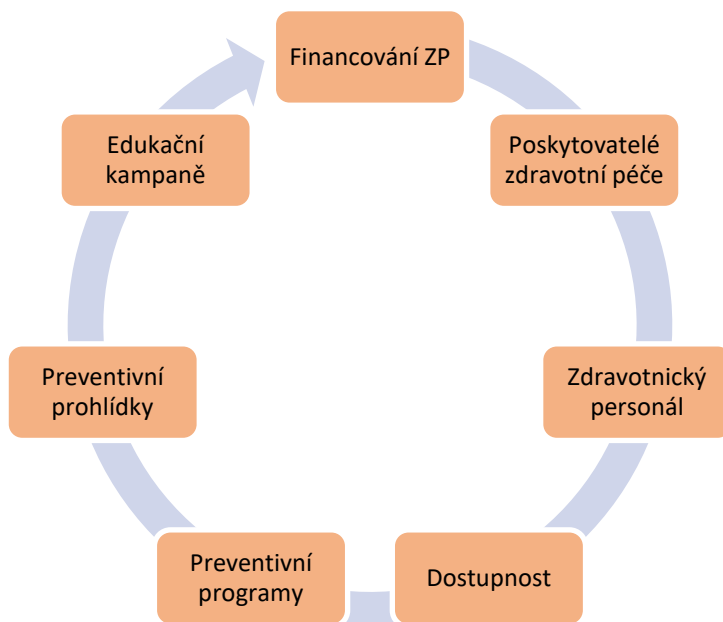 Financování ZP
Poskytovatelé
zdravotní péče
Zdravotnický
personál
Dostupnost
Preventivní
programy
Preventivní
prohlídky
Edukační
kampaně